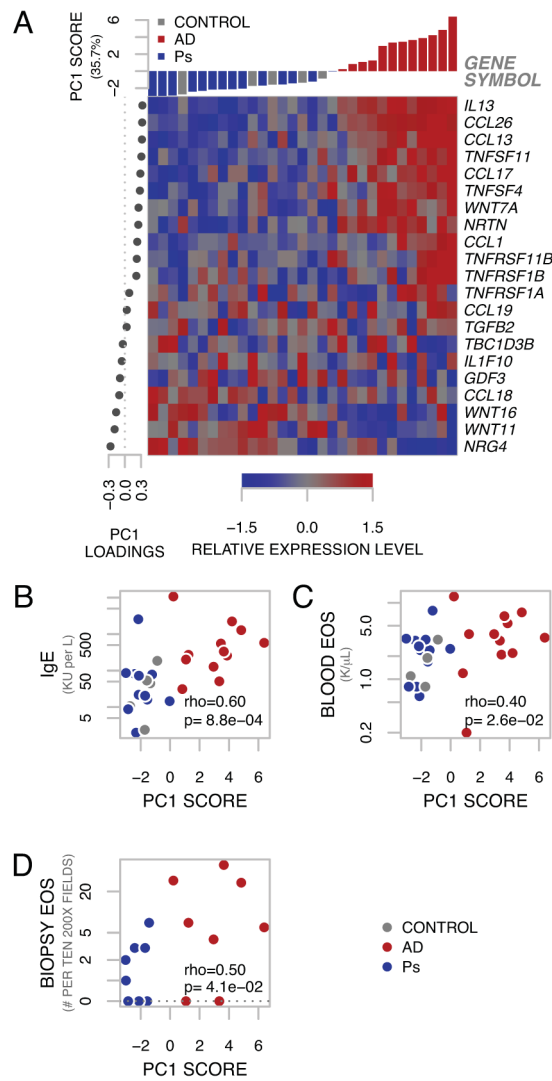 A
PC1 SCORE
(35.7%)
6
2
−2
CONTROL
AD
Ps
GENE
SYMBOL
IL13
CCL26
CCL13
TNFSF11
CCL17
TNFSF4
WNT7A
NRTN
CCL1
TNFRSF11B
TNFRSF1B
TNFRSF1A
CCL19
TGFB2
TBC1D3B
IL1F10
GDF3
CCL18
WNT16
WNT11
NRG4
−0.3
0.0
0.3
PC1
LOADINGS
−1.5
0.0
1.5
RELATIVE EXPRESSION LEVEL
B
IgE
(KU per L)
500
50
5
rho=0.60
p= 8.8e−04
−2 0 2 4 6
PC1 SCORE
C
BLOOD EOS
(K/µL)
5.0
1.0
0.2
rho=0.40
p= 2.6e−02
−2 0 2 4 6
PC1 SCORE
D
BIOPSY EOS
(# PER TEN 200X FIELDS)
20
5
2
0
rho=0.50
p= 4.1e−02
−2 0 2 4 6
PC1 SCORE
CONTROL
AD
Ps